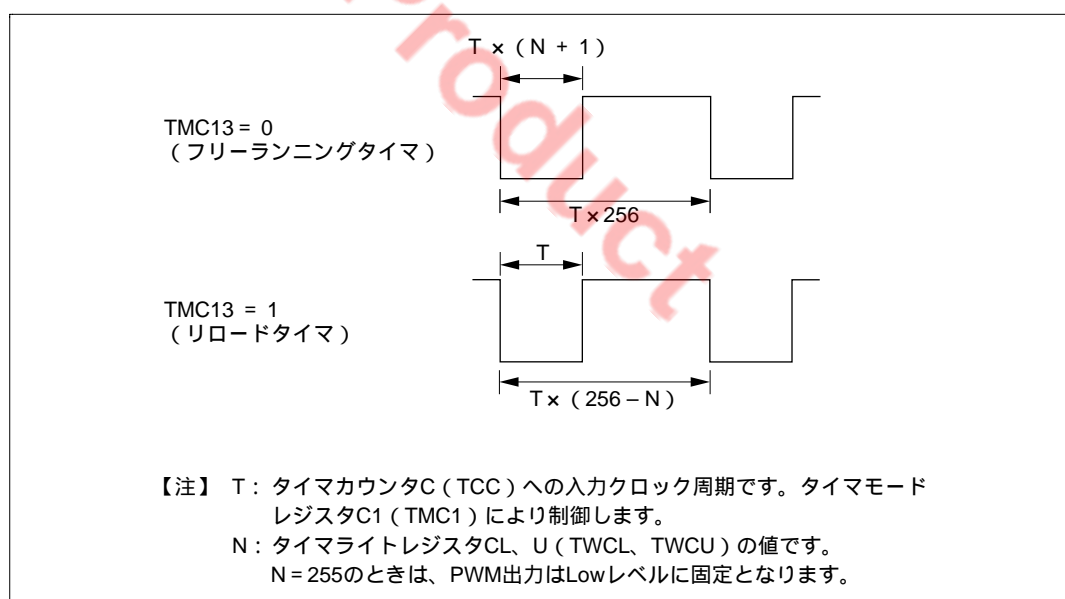 T × ( N + 1 )
TMC13 = 0
( フリーランニングタイマ )
T × 256
T
TMC13 = 1
( リロードタイマ )
T × ( 256 – N )
【注】 T : タイマカウンタC ( TCC ) への入力クロック周期です。タイマモード
レジスタC1 ( TMC1 ) により制御します。
N : タイマライトレジスタCL、U ( TWCL、TWCU ) の値です。
N = 255のときは、PWM出力はLowレベルに固定となります。
Product